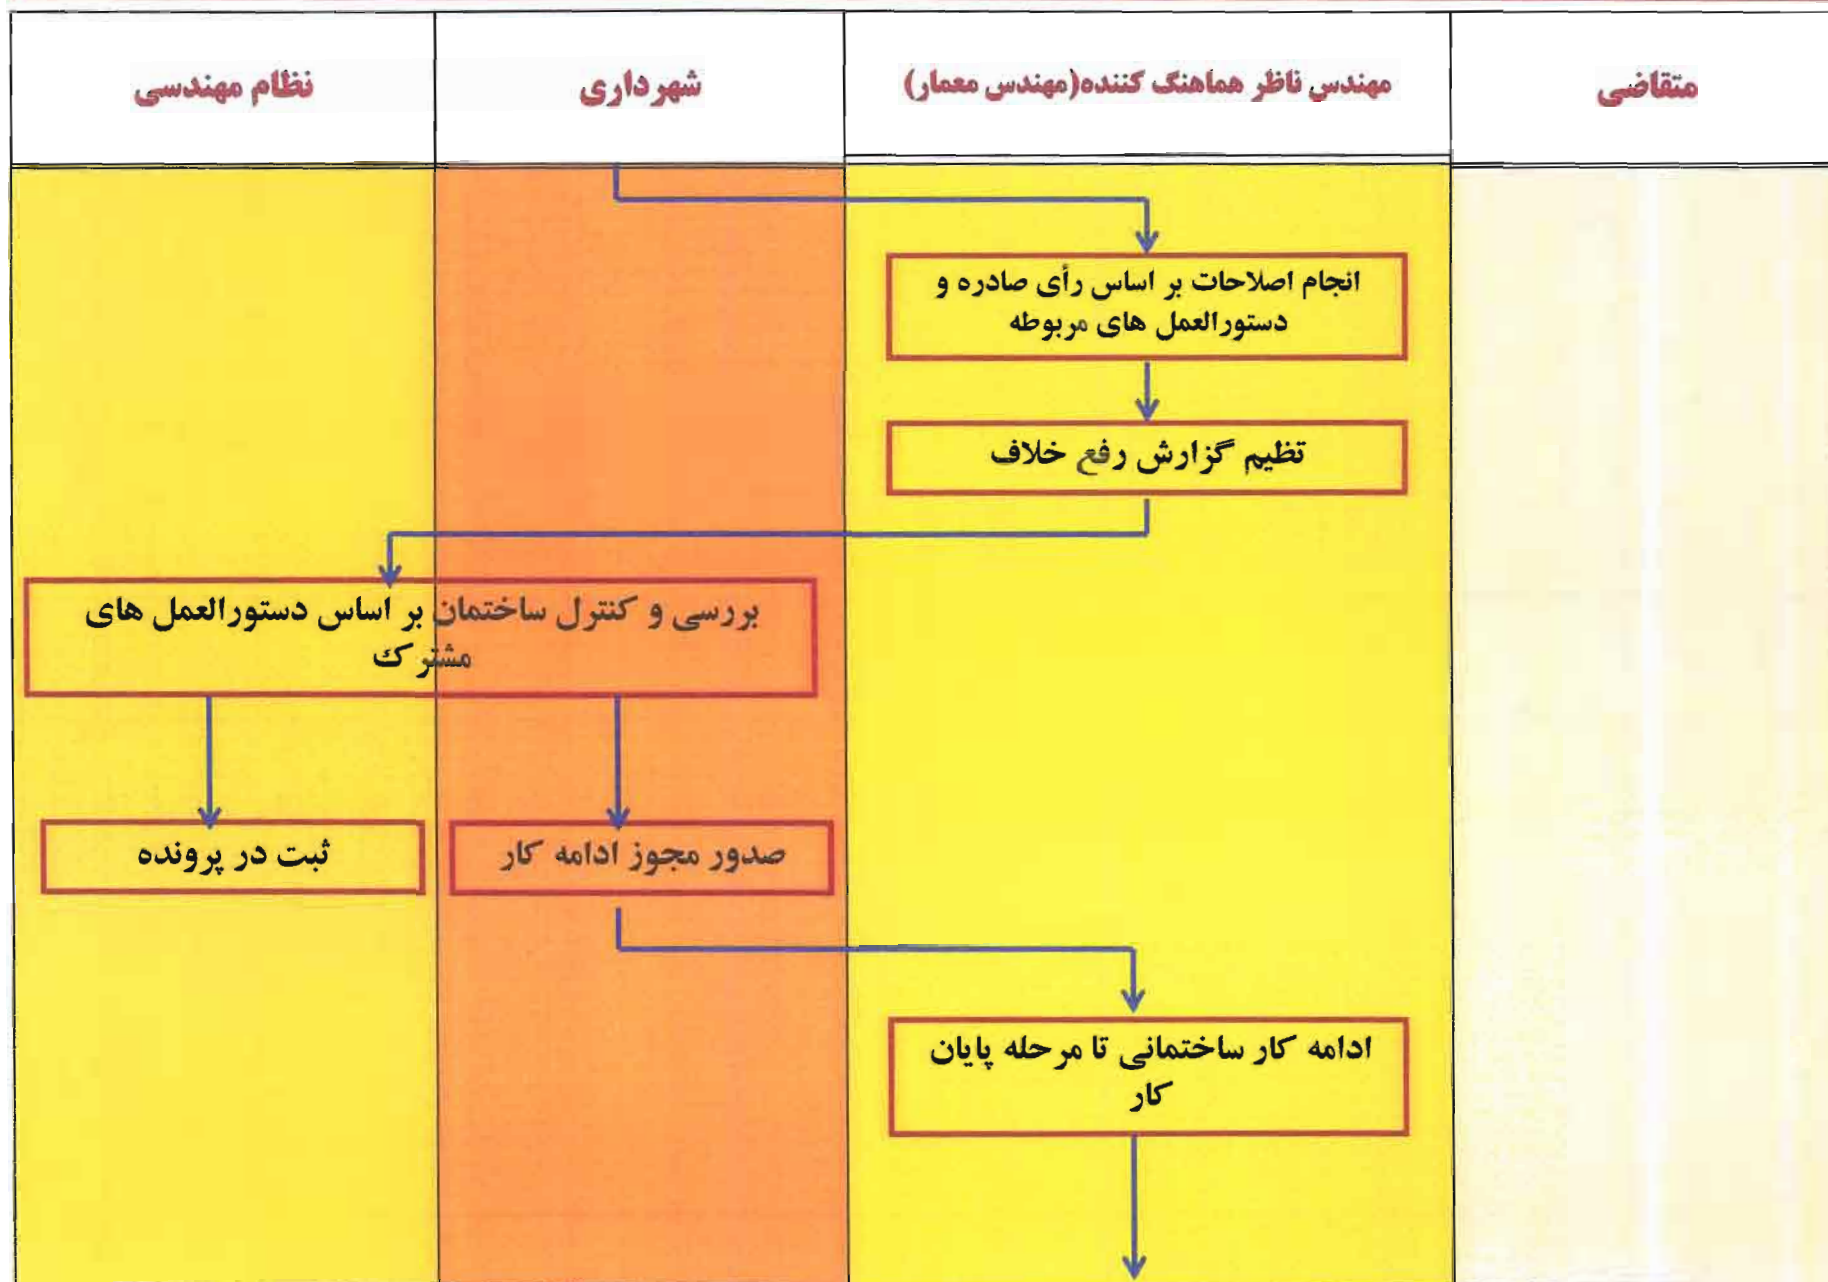 متقاضی
مهندس ناظر هماهنگ کننده(مهندس معمار)
شهرداری
نظام مهندسی
انجام اصلاحات بر اساس رأی صادره و
دستورالعمل های مربوطه
تظیم گزارش رفع خلاف
بررسی و کنترل ساختمان بر اساس دستورالعمل های
مشترک
صدور مجوز ادامه کار
ثبت در پرونده
ادامه کار ساختمانی تا مرحله پایان
کار